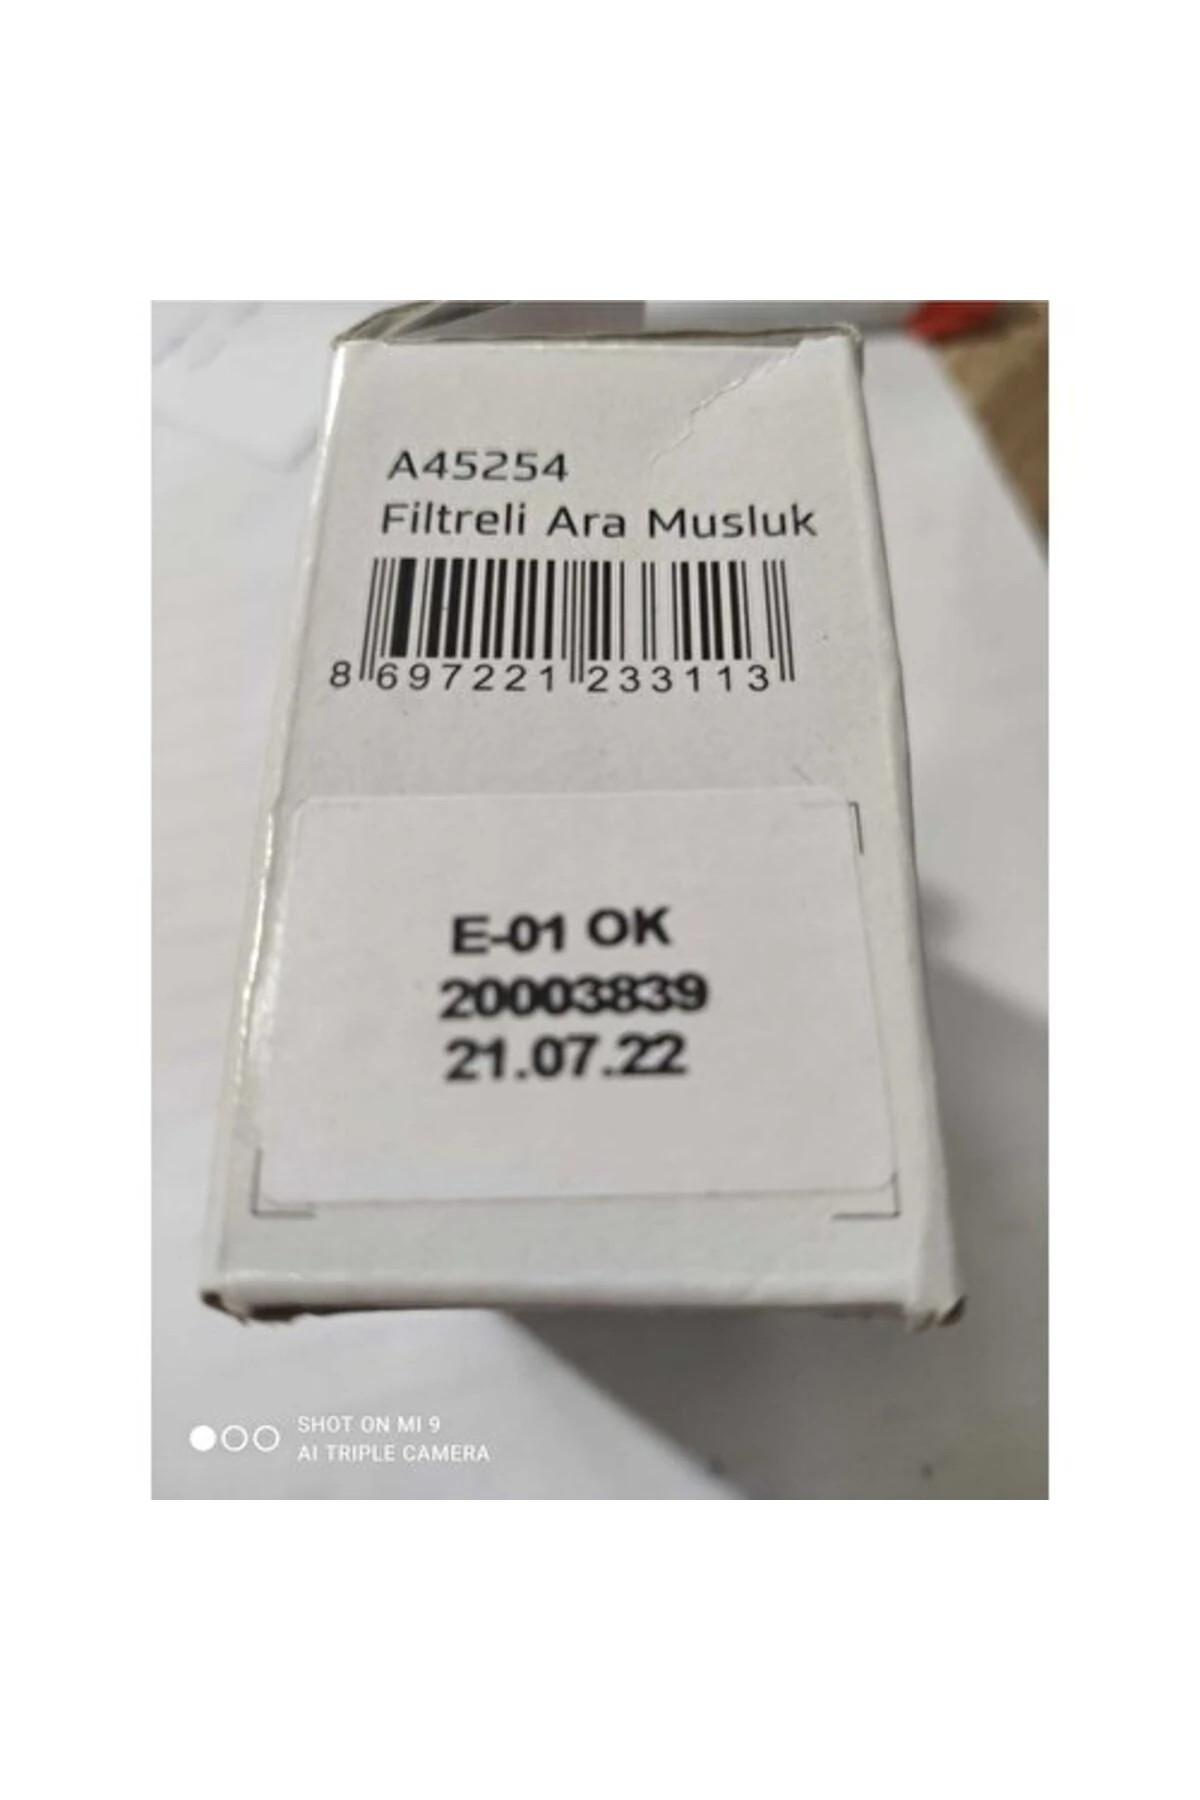 A45254
Filtreli Ara Musluk
8 697221 233113
E-01 OK
20003839
21.07.22
SHOT ON MI 9
AI TRIPLE CAMERA